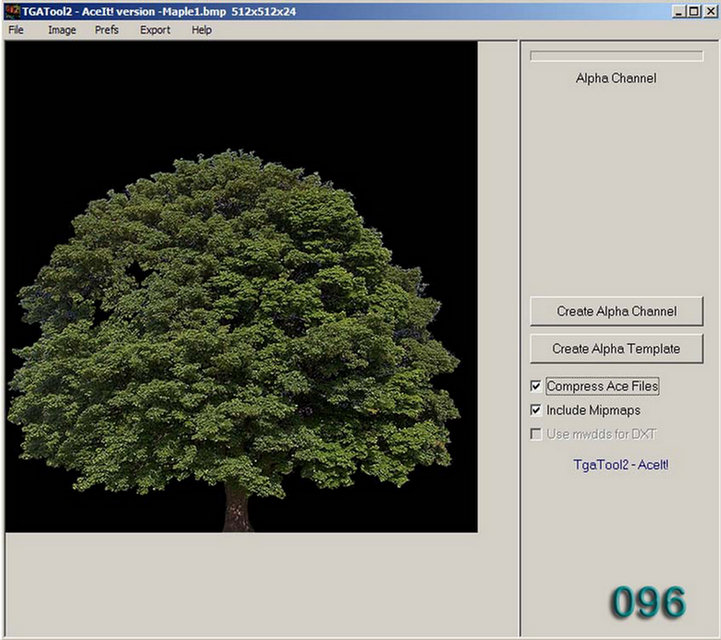 TGATool2 - AceIt! version -Maple1.bmp 512x512x24
File Image Prefs Export Help
Alpha Channel
Create Alpha Channel
Create Alpha Template
Compress Ace Files
Include Mipmaps
Use mwdds for DXT
TgaTool2 - AceIt!
096